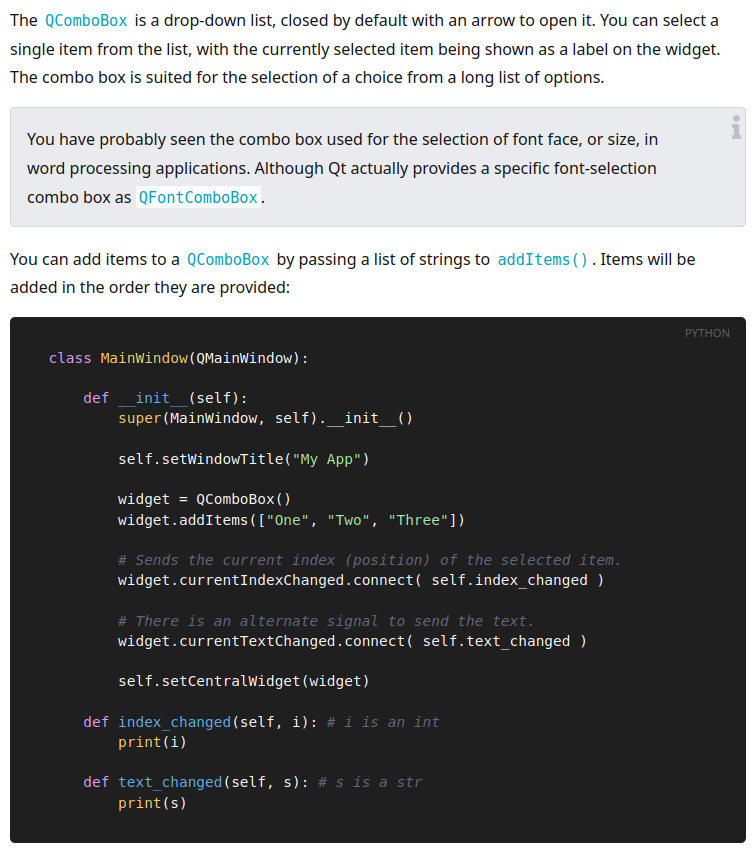 The QComboBox is a drop-down list, closed by default with an arrow to open it. You can select a
single item from the list, with the currently selected item being shown as a label on the widget.
The combo box is suited for the selection of a choice from a long list of options.
You have probably seen the combo box used for the selection of font face, or size, in
word processing applications. Although Qt actually provides a specific font-selection
combo box as QFontComboBox.
You can add items to a QComboBox by passing a list of strings to addItems(). Items will be
added in the order they are provided:
PYTHON
class MainWindow(QMainWindow):
    def __init__(self):
        super(MainWindow, self).__init__()
        self.setWindowTitle("My App")
        widget = QComboBox()
        widget.addItems(["One", "Two", "Three"])
        # Sends the current index (position) of the selected item.
        widget.currentIndexChanged.connect( self.index_changed )
        # There is an alternate signal to send the text.
        widget.currentTextChanged.connect( self.text_changed )
        self.setCentralWidget(widget)
    def index_changed(self, i): # i is an int
        print(i)
    def text_changed(self, s): # s is a str
        print(s)